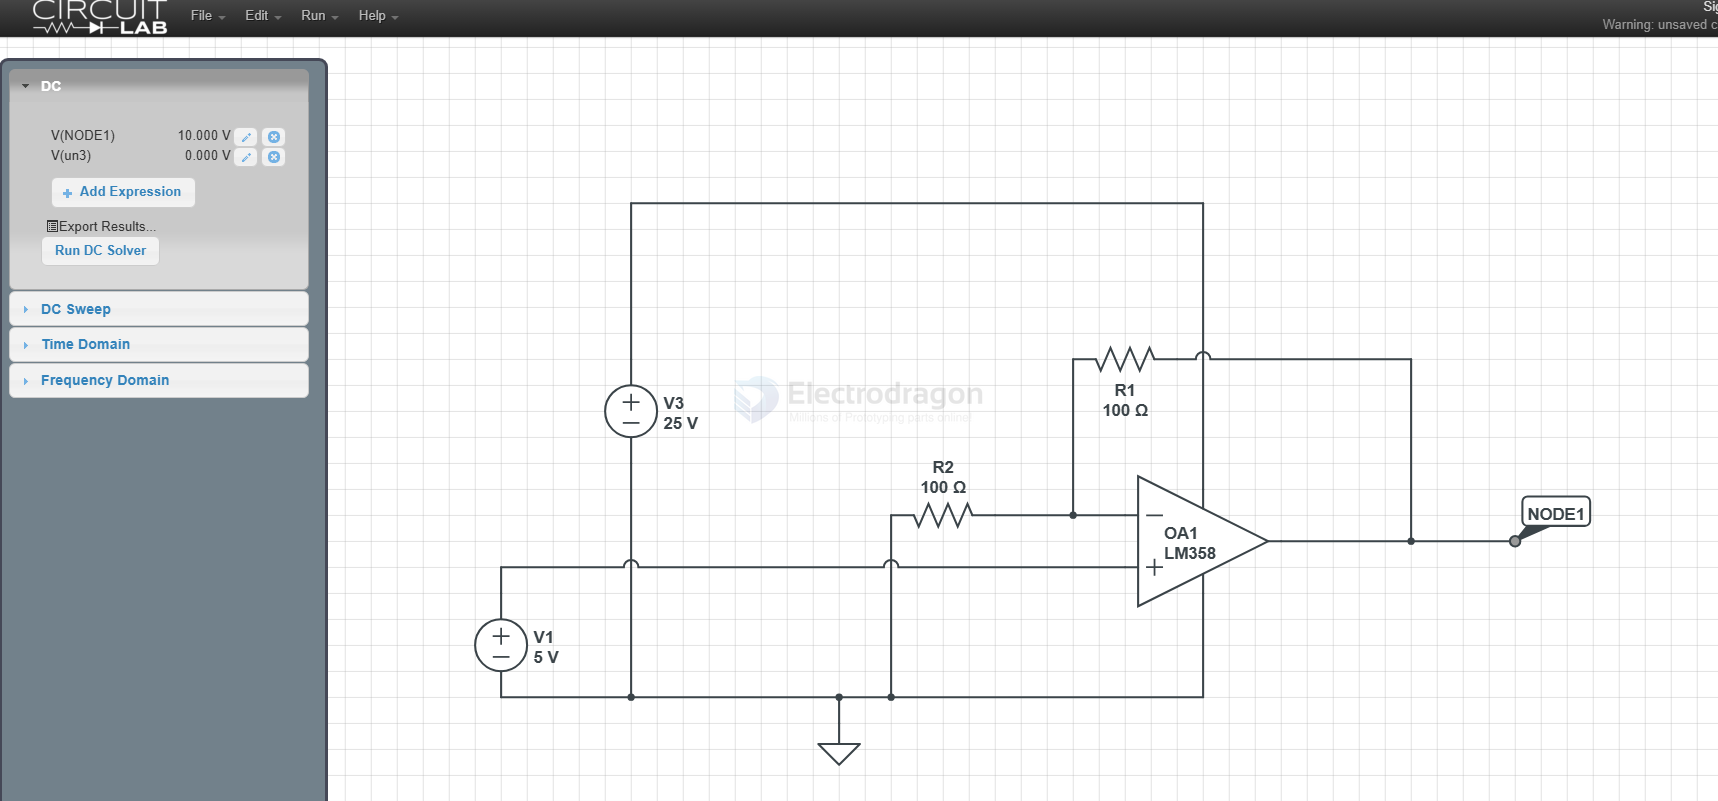 CIRCUIT
LAB
File
Edit
Run
Help
Warning: unsaved
DC
V(NODE1) 10.000 V
V(un3) 0.000 V
Add Expression
Export Results...
Run DC Solver
DC Sweep
Time Domain
Frequency Domain
V3
25 V
Electrodragon
Millions of Prototyping parts online!
R1
100 Ω
R2
100 Ω
OA1
LM358
NODE1
V1
5 V